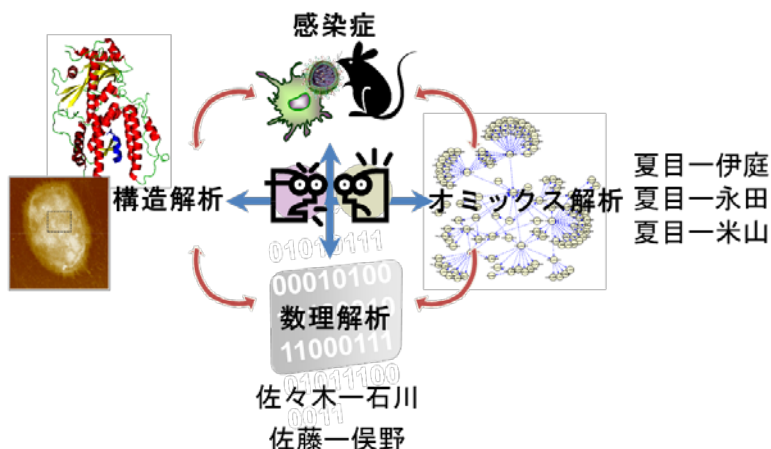 感染症
構造解析
オミックス解析
夏目ー伊庭
夏目ー永田
夏目ー米山
01010111
00010100
数理解析
11000111
01011100
0011
佐々木ー石川
佐藤ー俣野